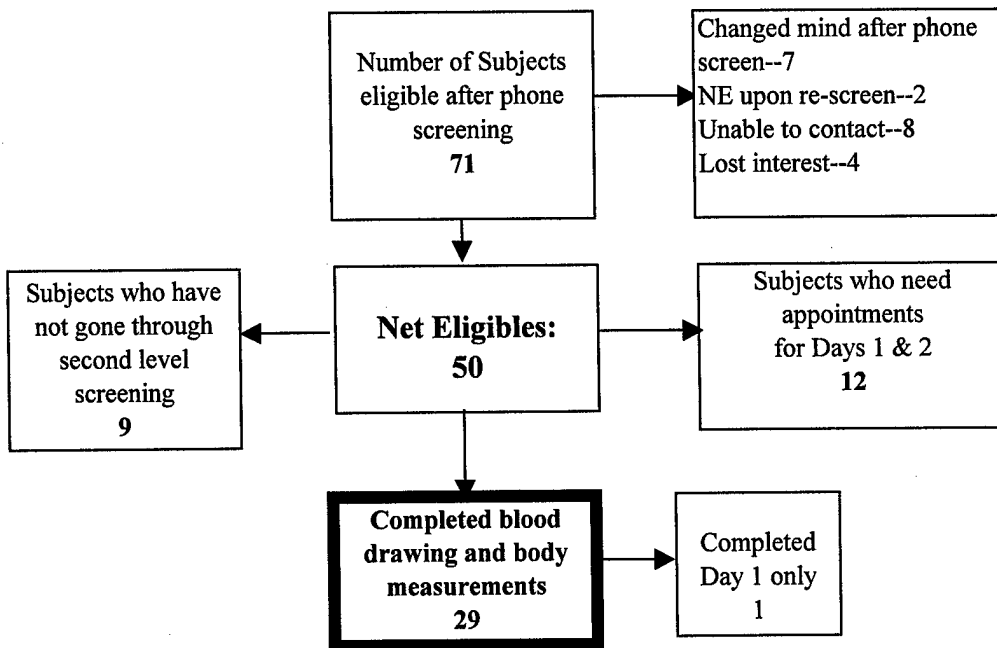 Number of Subjects
eligible after phone
screening
71
Changed mind after phone
screen--7
NE upon re-screen--2
Unable to contact--8
Lost interest--4
Subjects who have
not gone through
second level
screening
9
Net Eligibles:
50
Subjects who need
appointments
for Days 1 & 2
12
Completed blood
drawing and body
measurements
29
Completed
Day 1 only
1